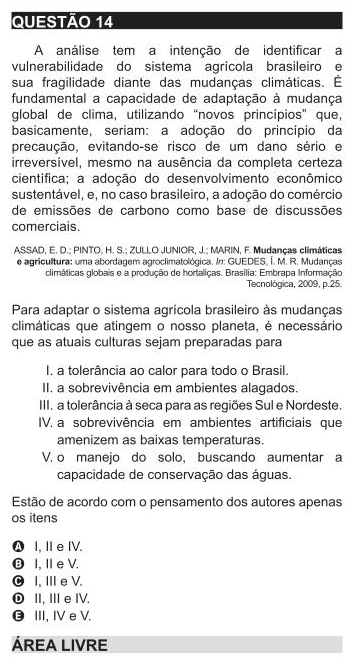 QUESTÃO 14
A análise tem a intenção de identificar a
vulnerabilidade do sistema agrícola brasileiro e
sua fragilidade diante das mudanças climáticas. É
fundamental a capacidade de adaptação à mudança
global de clima, utilizando “novos princípios” que,
basicamente, seriam: a adoção do princípio da
precaução, evitando-se risco de um dano sério e
irreversível, mesmo na ausência da completa certeza
científica; a adoção do desenvolvimento econômico
sustentável, e, no caso brasileiro, a adoção do comércio
de emissões de carbono como base de discussões
comerciais.
ASSAD, E. D.; PINTO, H. S.; ZULLO JUNIOR, J.; MARIN, F. Mudanças climáticas
e agricultura: uma abordagem agroclimatológica. In: GUEDES, Í. M. R. Mudanças
climáticas globais e a produção de hortaliças. Brasília: Embrapa Informação
Tecnológica, 2009, p.25.
Para adaptar o sistema agrícola brasileiro às mudanças
climáticas que atingem o nosso planeta, é necessário
que as atuais culturas sejam preparadas para
I. a tolerância ao calor para todo o Brasil.
II. a sobrevivência em ambientes alagados.
III. a tolerância à seca para as regiões Sul e Nordeste.
IV. a sobrevivência em ambientes artificiais que
amenizem as baixas temperaturas.
V. o manejo do solo, buscando aumentar a
capacidade de conservação das águas.
Estão de acordo com o pensamento dos autores apenas
os itens
A I, II e IV.
B I, II e V.
C I, III e V.
D II, III e IV.
E III, IV e V.
ÁREA LIVRE